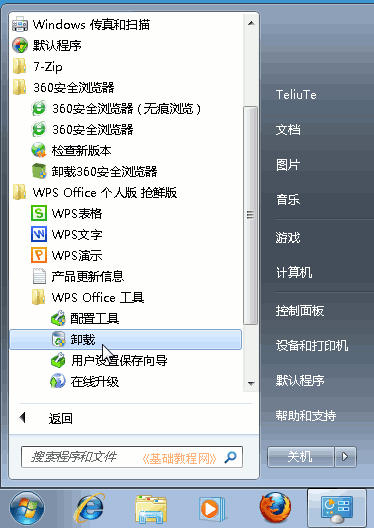 Windows 传真和扫描
默认程序
7-Zip
360安全浏览器
360安全浏览器（无痕浏览）
360安全浏览器
检查新版本
卸载360安全浏览器
WPS Office 个人版 抢鲜版
WPS表格
WPS文字
WPS演示
产品更新信息
WPS Office 工具
配置工具
卸载
用户设置保存向导
在线升级
返回
搜索程序和文件 《基础教程网》
TeliuTe
文档
图片
音乐
游戏
计算机
控制面板
设备和打印机
默认程序
帮助和支持
关机